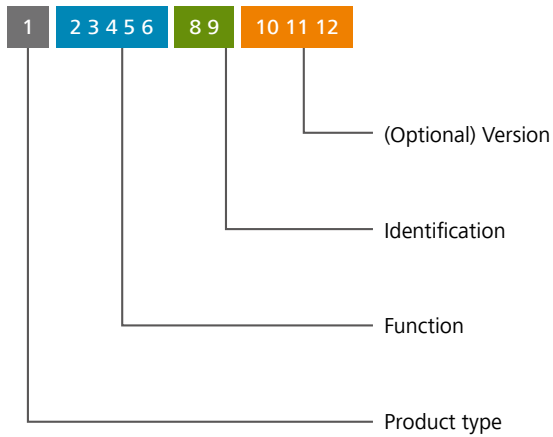 1 2 3 4 5 6 8 9 10 11 12
(Optional) Version
Identification
Function
Product type